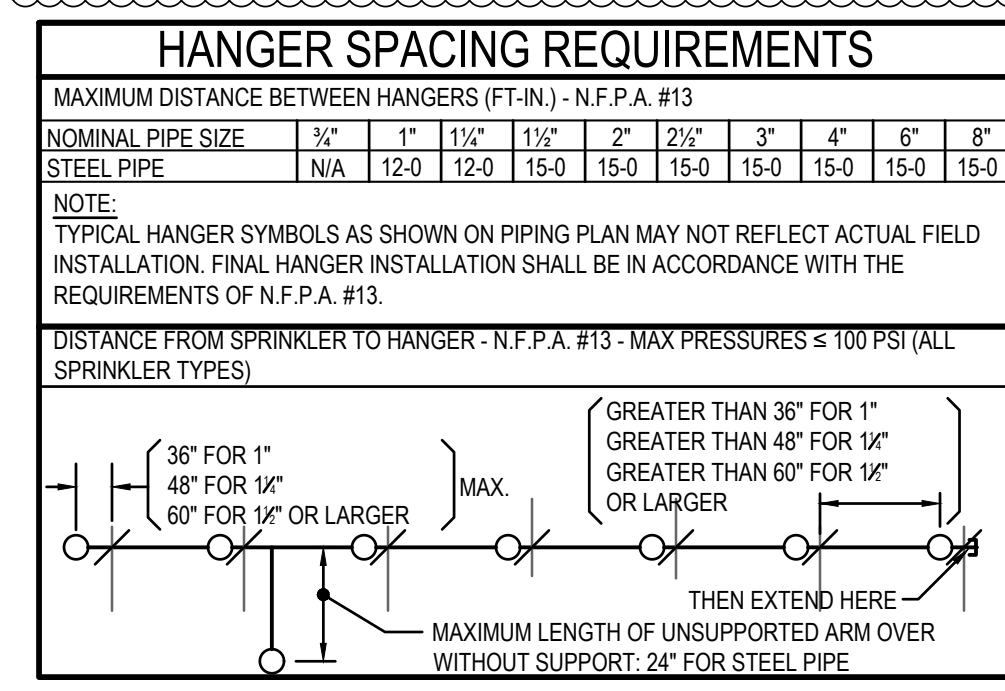 HANGER SPACING REQUIREMENTS
MAXIMUM DISTANCE BETWEEN HANGERS (FT-IN.) - N.F.P.A. #13
NOMINAL PIPE SIZE ¾" 1" 1¼" 1½" 2" 2½" 3" 4" 6" 8"
STEEL PIPE N/A 12-0 12-0 15-0 15-0 15-0 15-0 15-0 15-0 15-0
NOTE:
TYPICAL HANGER SYMBOLS AS SHOWN ON PIPING PLAN MAY NOT REFLECT ACTUAL FIELD
INSTALLATION. FINAL HANGER INSTALLATION SHALL BE IN ACCORDANCE WITH THE
REQUIREMENTS OF N.F.P.A. #13.
DISTANCE FROM SPRINKLER TO HANGER - N.F.P.A. #13 - MAX PRESSURES ≤ 100 PSI (ALL
SPRINKLER TYPES)
36" FOR 1"
48" FOR 1¼"
60" FOR 1½" OR LARGER
MAX.
GREATER THAN 36" FOR 1"
GREATER THAN 48" FOR 1¼"
GREATER THAN 60" FOR 1½"
OR LARGER
THEN EXTEND HERE
MAXIMUM LENGTH OF UNSUPPORTED ARM OVER
WITHOUT SUPPORT: 24" FOR STEEL PIPE